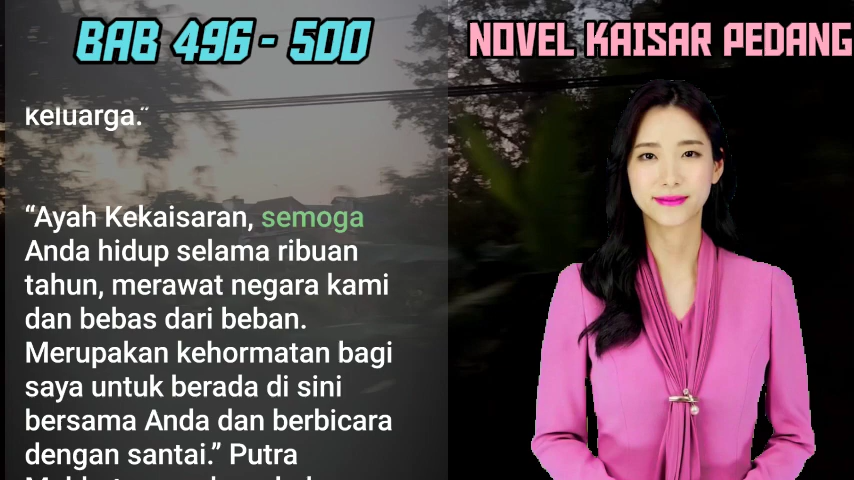 BAB 496 - 500
NOVEL KAISAR PEDANG
keluarga.”
“Ayah Kekaisaran, semoga
Anda hidup selama ribuan
tahun, merawat negara kami
dan bebas dari beban.
Merupakan kehormatan bagi
saya untuk berada di sini
bersama Anda dan berbicara
dengan santai.” Putra